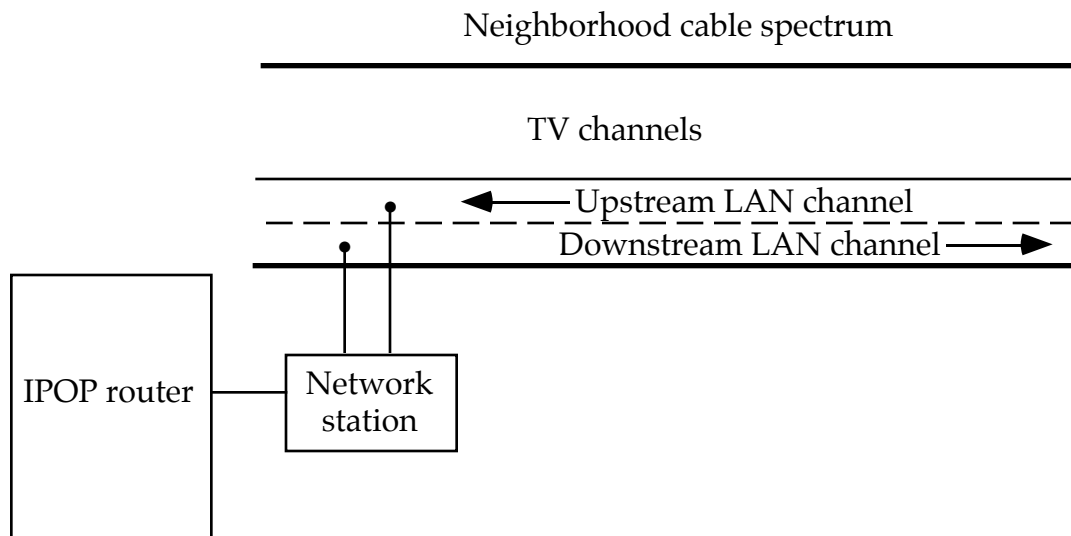 Neighborhood cable spectrum
TV channels
Upstream LAN channel
Downstream LAN channel
IPOP router
Network
station